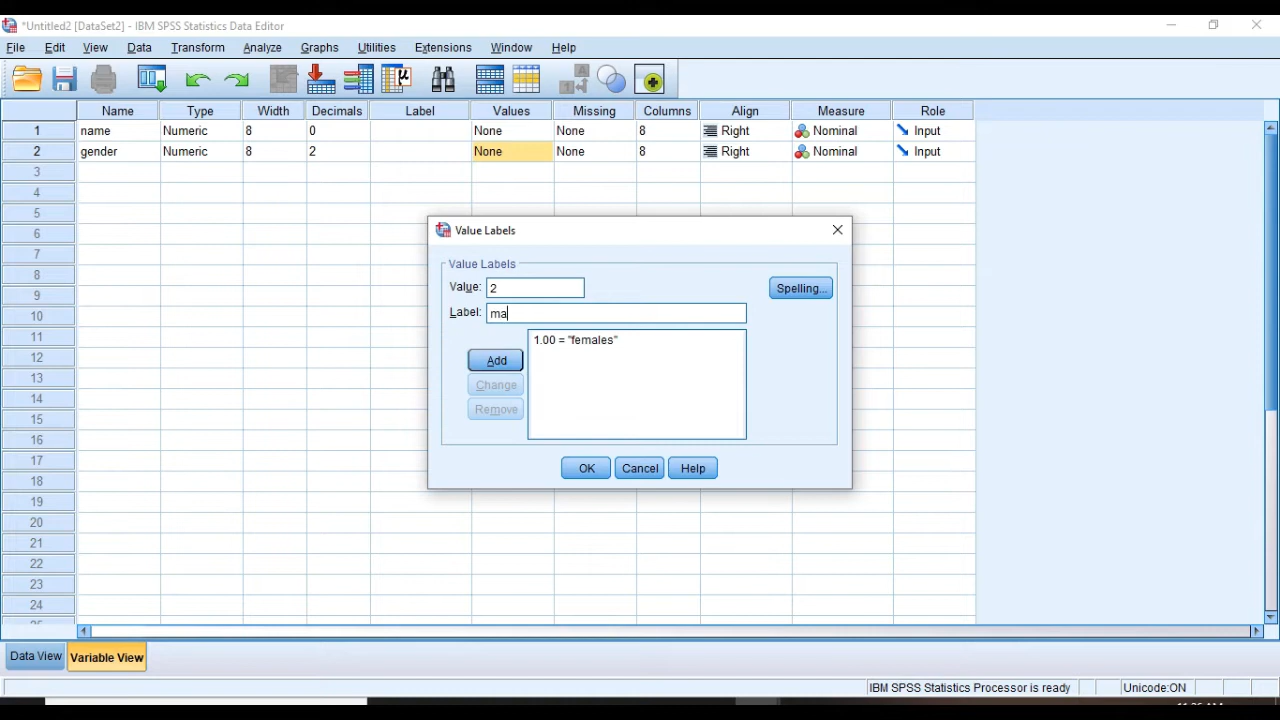 *Untitled2 [DataSet2] - IBM SPSS Statistics Data Editor
File Edit View Data Transform Analyze Graphs Utilities Extensions Window Help
Name Type Width Decimals Label Values Missing Columns Align Measure Role
1 name Numeric 8 0 None None 8 Right Nominal Input
2 gender Numeric 8 2 None None 8 Right Nominal Input
3
4
5
6
7
8
9
10
11
12
13
14
15
16
17
18
19
20
21
22
23
24
Value Labels
Value Labels
Value: 2
Spelling...
Label: ma
1.00 = "females"
Add
Change
Remove
OK Cancel Help
Data View Variable View
IBM SPSS Statistics Processor is ready Unicode:ON